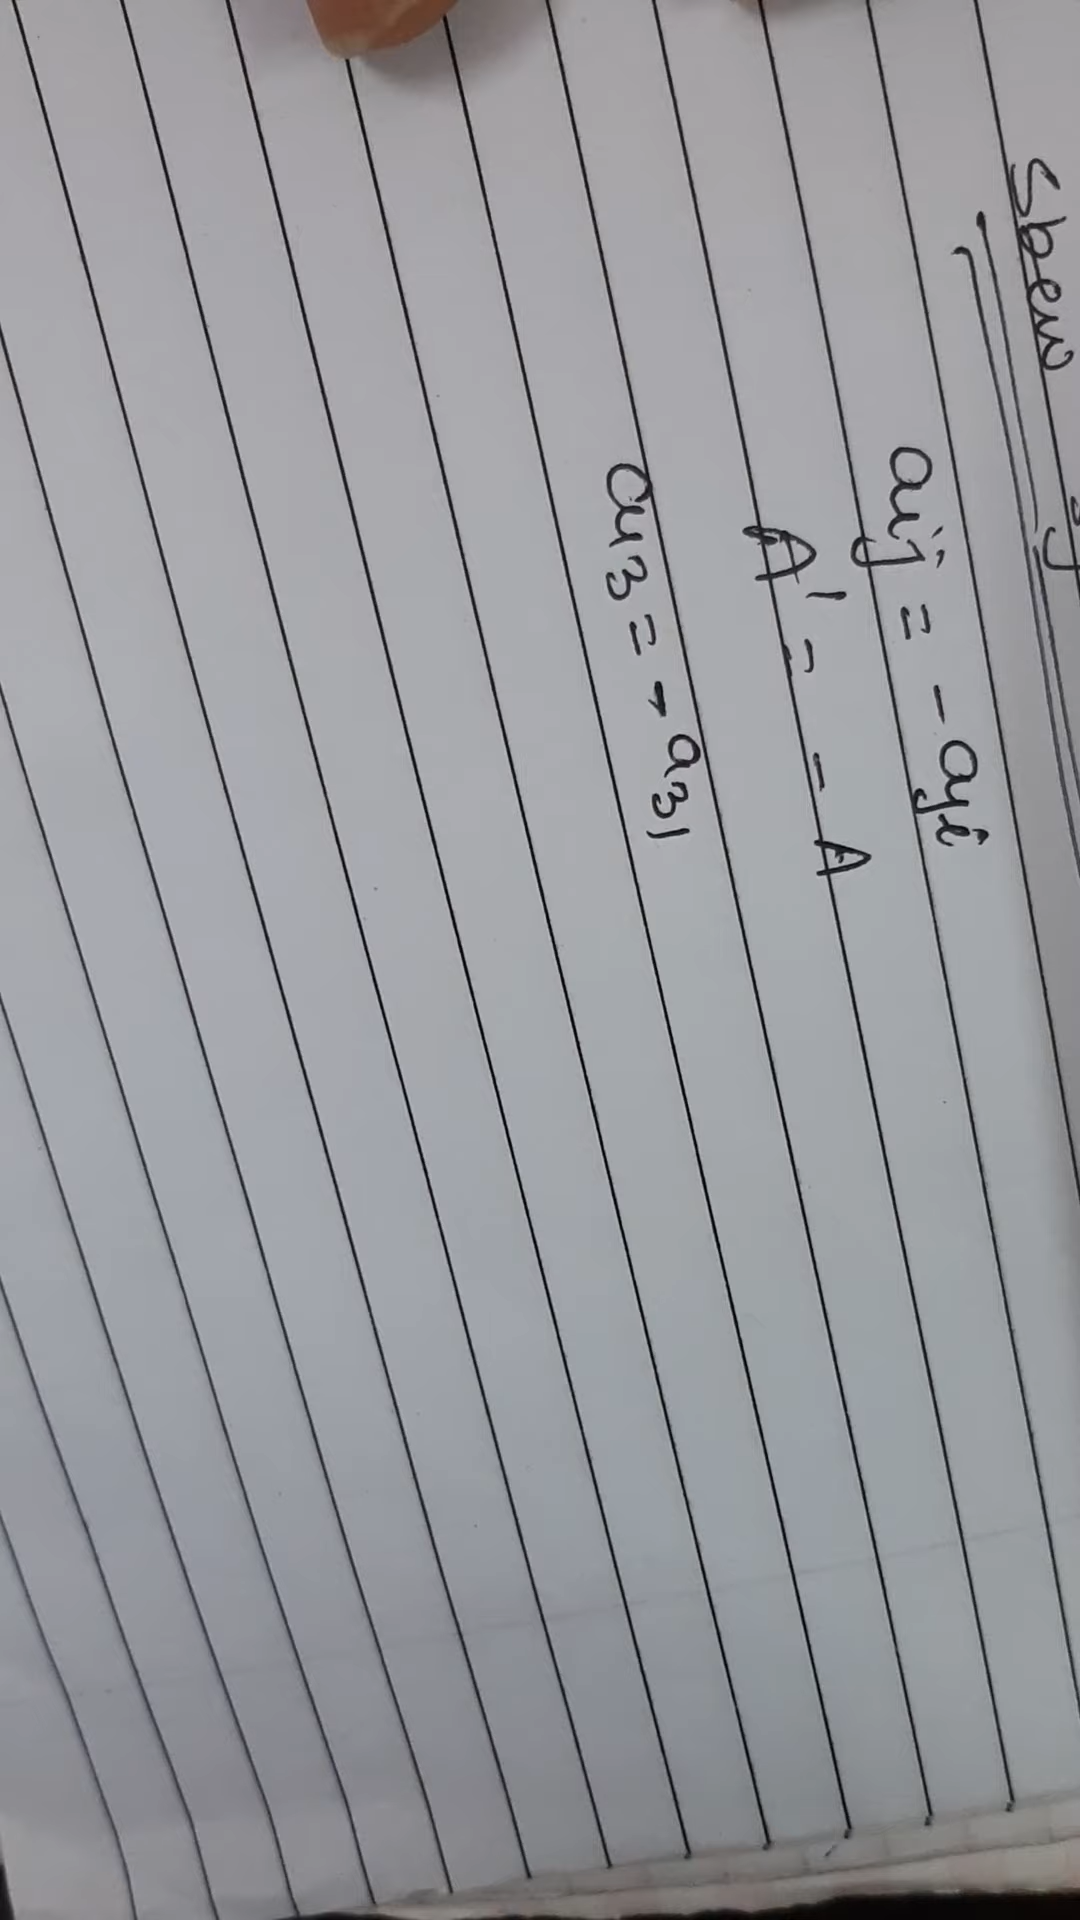 Skew
aij = - aji
A' = - A
a13 = - a31